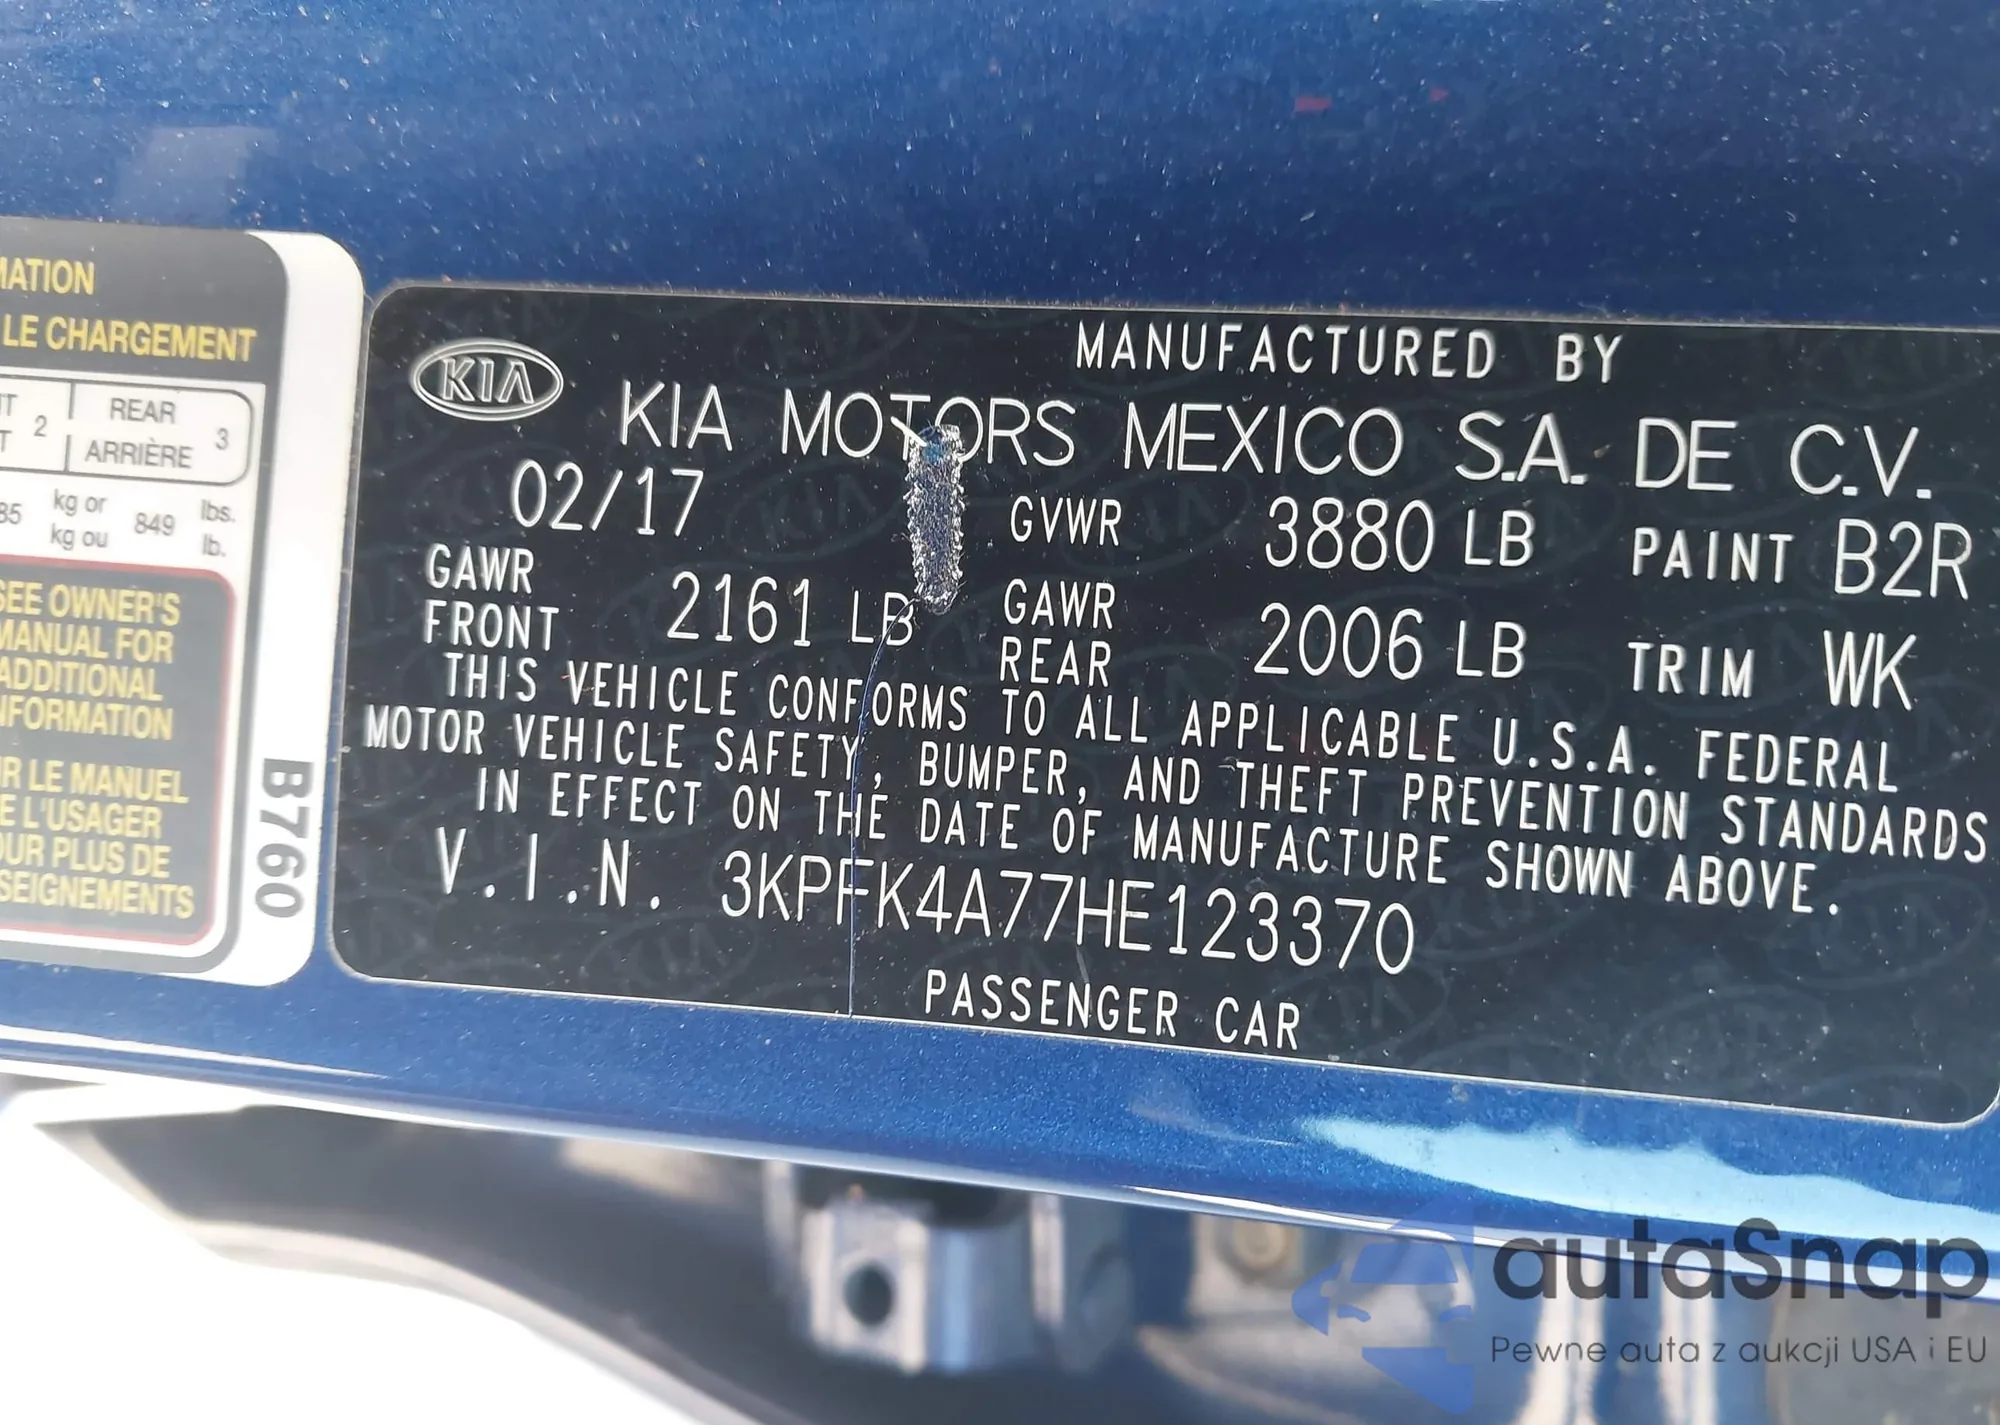 MATION
LE CHARGEMENT
2 REAR 3
ARRIÈRE
85 kg or 849 lbs.
kg ou lb.
SEE OWNER'S
MANUAL FOR
ADDITIONAL
INFORMATION
UR LE MANUEL
E L'USAGER
OUR PLUS DE
SEIGNEMENTS
B760
MANUFACTURED BY
KIA KIA MOTORS MEXICO S.A. DE C.V.
02/17 GVWR 3880 LB PAINT B2R
GAWR FRONT 2161 LB GAWR REAR 2006 LB TRIM WK
THIS VEHICLE CONFORMS TO ALL APPLICABLE U.S.A. FEDERAL
MOTOR VEHICLE SAFETY, BUMPER, AND THEFT PREVENTION STANDARDS
IN EFFECT ON THE DATE OF MANUFACTURE SHOWN ABOVE.
V.I.N. 3KPFK4A77HE123370
PASSENGER CAR
autaSnap
Pewne auta z aukcji USA i EU